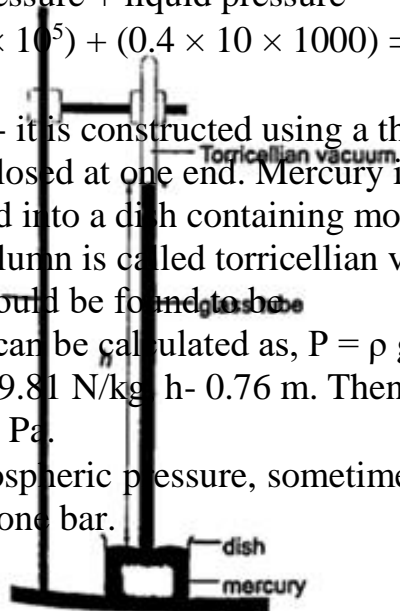 essure + liquid pressure
× 10⁵) + (0.4 × 10 × 1000) =
- it is constructed using a th
Torricellian vacuum.
losed at one end. Mercury i
d into a dish containing mo
lumn is called torricellian v
ould be found to be
glass tube
can be calculated as, P = ρ g
h
9.81 N/kg, h- 0.76 m. Then
Pa.
ospheric pressure, sometime
one bar.
dish
mercury